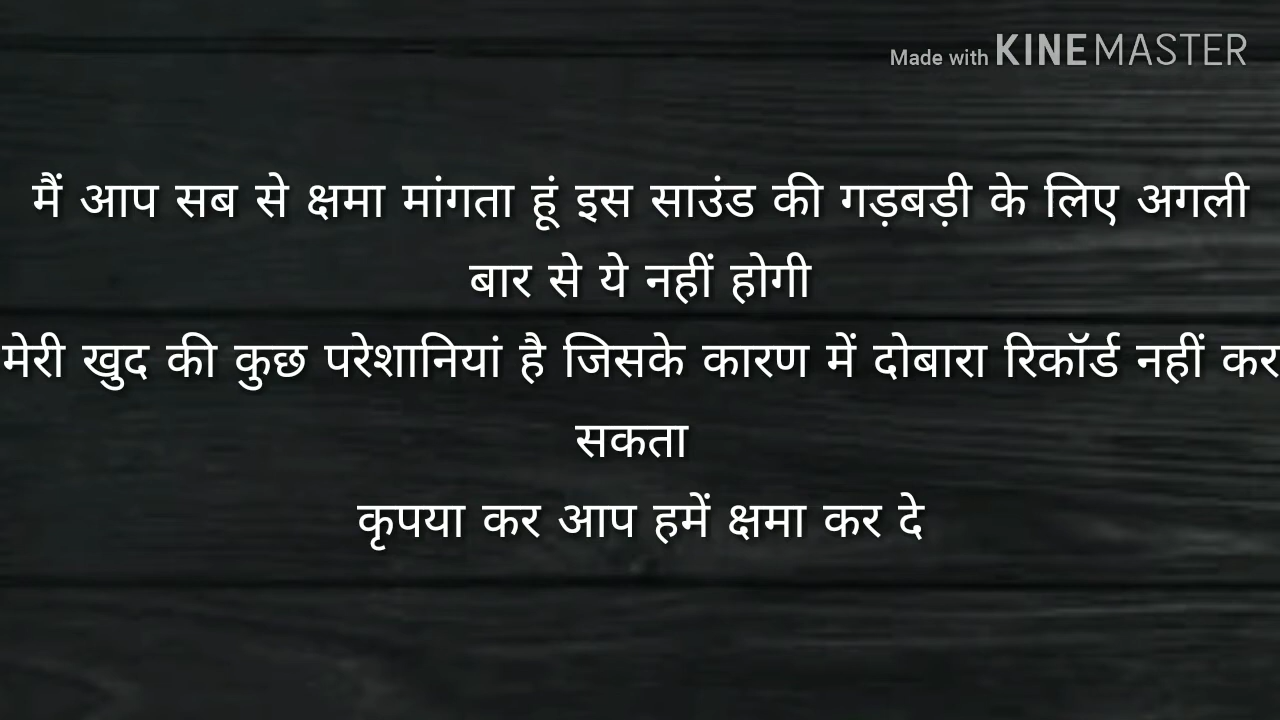 Made with KINEMASTER
मैं आप सब से क्षमा मांगता हूं इस साउंड की गड़बड़ी के लिए अगली
बार से ये नहीं होगी
मेरी खुद की कुछ परेशानियां है जिसके कारण में दोबारा रिकॉर्ड नहीं कर
सकता
कृपया कर आप हमें क्षमा कर दे